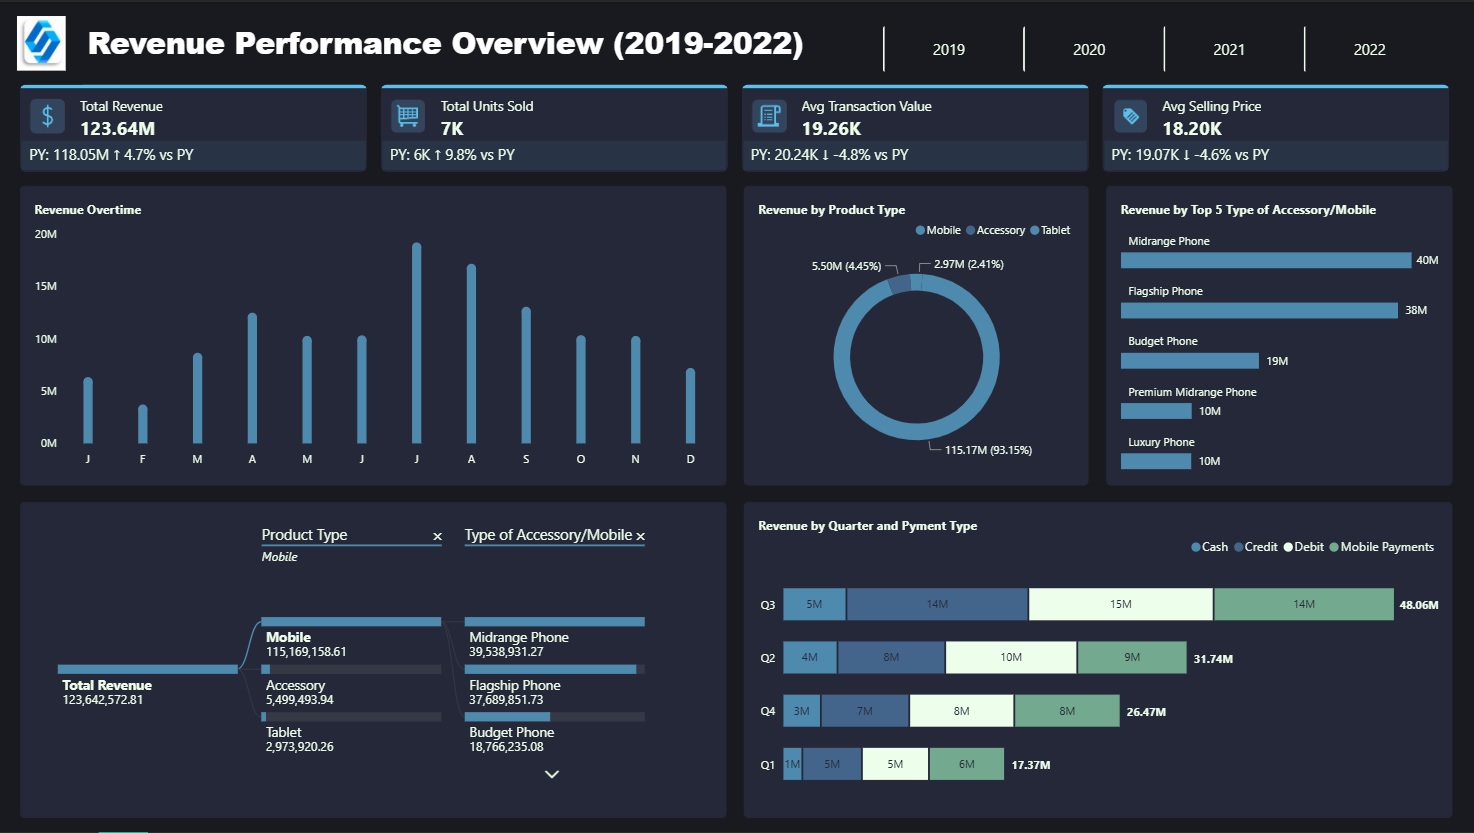 Revenue Performance Overview (2019-2022)
2019
2020
2021
2022
Total Revenue
123.64M
PY: 118.05M ↑ 4.7% vs PY
Total Units Sold
7K
PY: 6K ↑ 9.8% vs PY
Avg Transaction Value
19.26K
PY: 20.24K ↓ -4.8% vs PY
Avg Selling Price
18.20K
PY: 19.07K ↓ -4.6% vs PY
Revenue Overtime
20M
15M
10M
5M
0M
J F M A M J J A S O N D
Revenue by Product Type
Mobile Accessory Tablet
5.50M (4.45%)
2.97M (2.41%)
115.17M (93.15%)
Revenue by Top 5 Type of Accessory/Mobile
Midrange Phone
40M
Flagship Phone
38M
Budget Phone
19M
Premium Midrange Phone
10M
Luxury Phone
10M
Product Type ×
Mobile
Type of Accessory/Mobile ×
Total Revenue
123,642,572.81
Mobile
115,169,158.61
Accessory
5,499,493.94
Tablet
2,973,920.26
Midrange Phone
39,538,931.27
Flagship Phone
37,689,851.73
Budget Phone
18,766,235.08
Revenue by Quarter and Pyment Type
Cash Credit Debit Mobile Payments
Q3 5M 14M 15M 14M 48.06M
Q2 4M 8M 10M 9M 31.74M
Q4 3M 7M 8M 8M 26.47M
Q1 1M 5M 5M 6M 17.37M